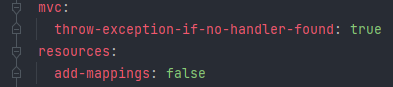 mvc:
throw-exception-if-no-handler-found: true
resources:
add-mappings: false